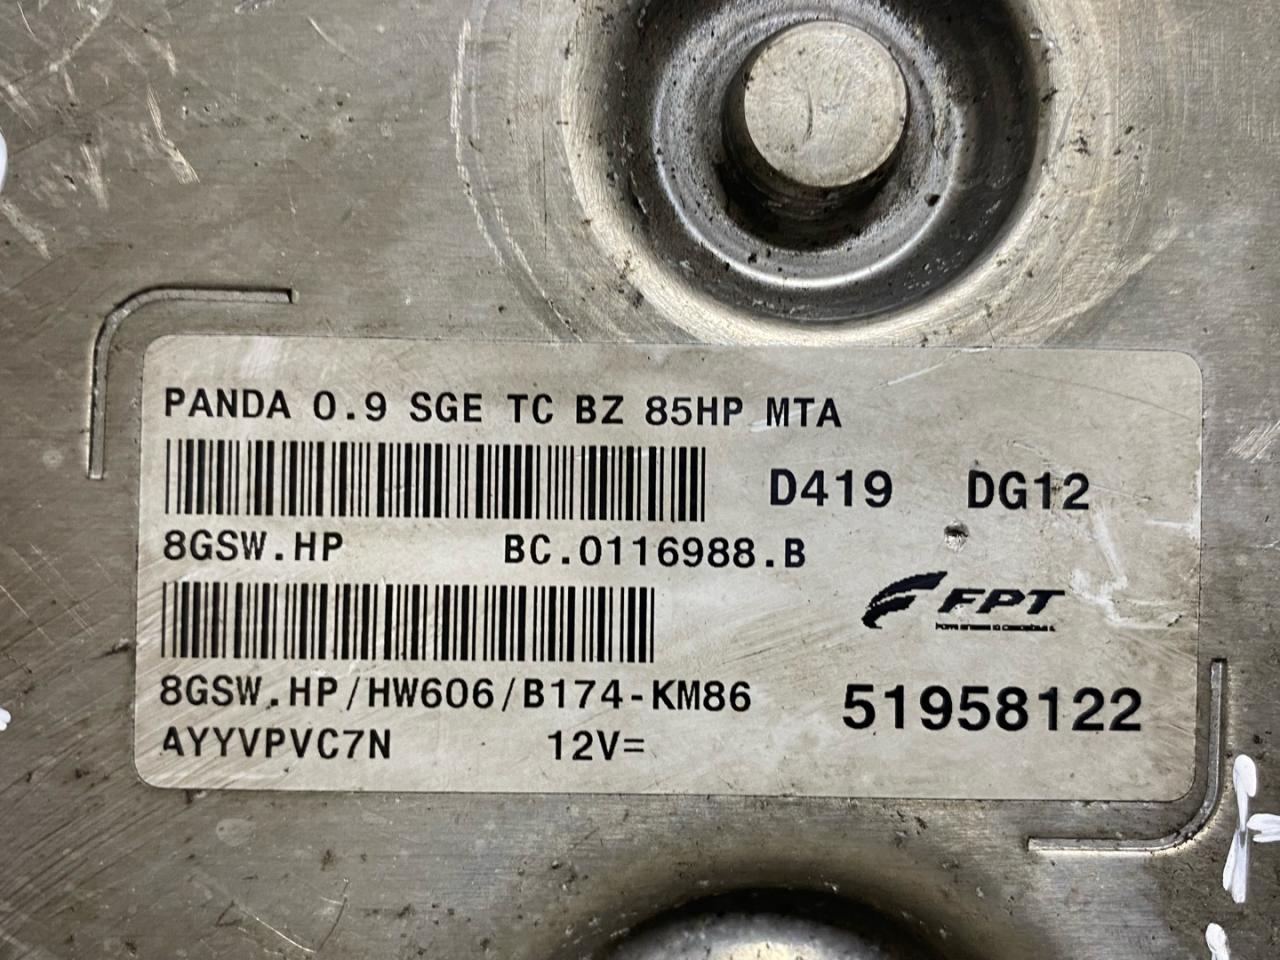 PANDA 0.9 SGE TC BZ 85HP MTA
D419 DG12
8GSW.HP BC.0116988.B
FPT
8GSW.HP/HW606/B174-KM86
51958122
AYYVPVC7N 12V=